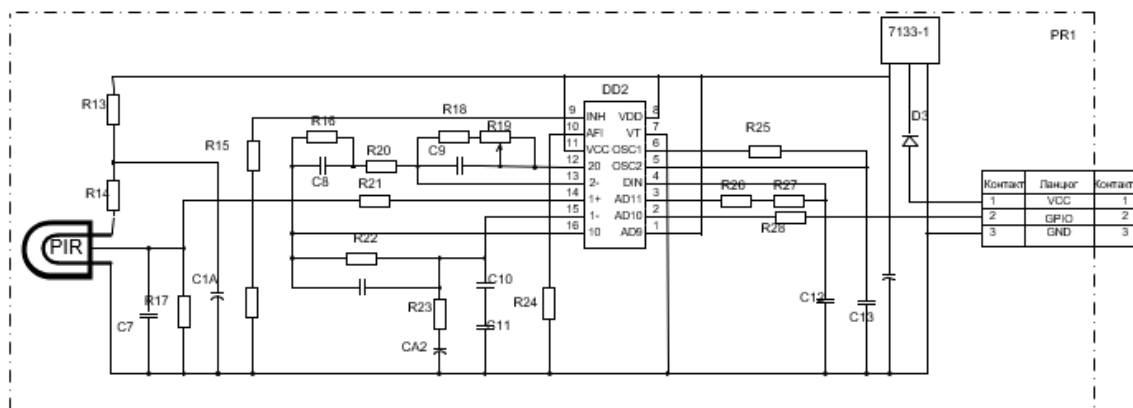 7133-1
PR1
R13
R14
R15
R16
C8
R20
R18
R19
C9
R21
DD2
9 INH VDD 8
10 AFI VT 7
11 VCC OSC1 6
12 20 OSC2 5
13 2- DIN 4
14 1+ AD11 3
15 1- AD10 2
16 10 AD9 1
R25
D3
R26
R27
R28
Контакт Ланцюг Контакт
1 VCC 1
2 GPIO 2
3 GND 3
PIR
R22
C1A
R17
C7
C10
R23
R24
C11
CA2
C12
C13